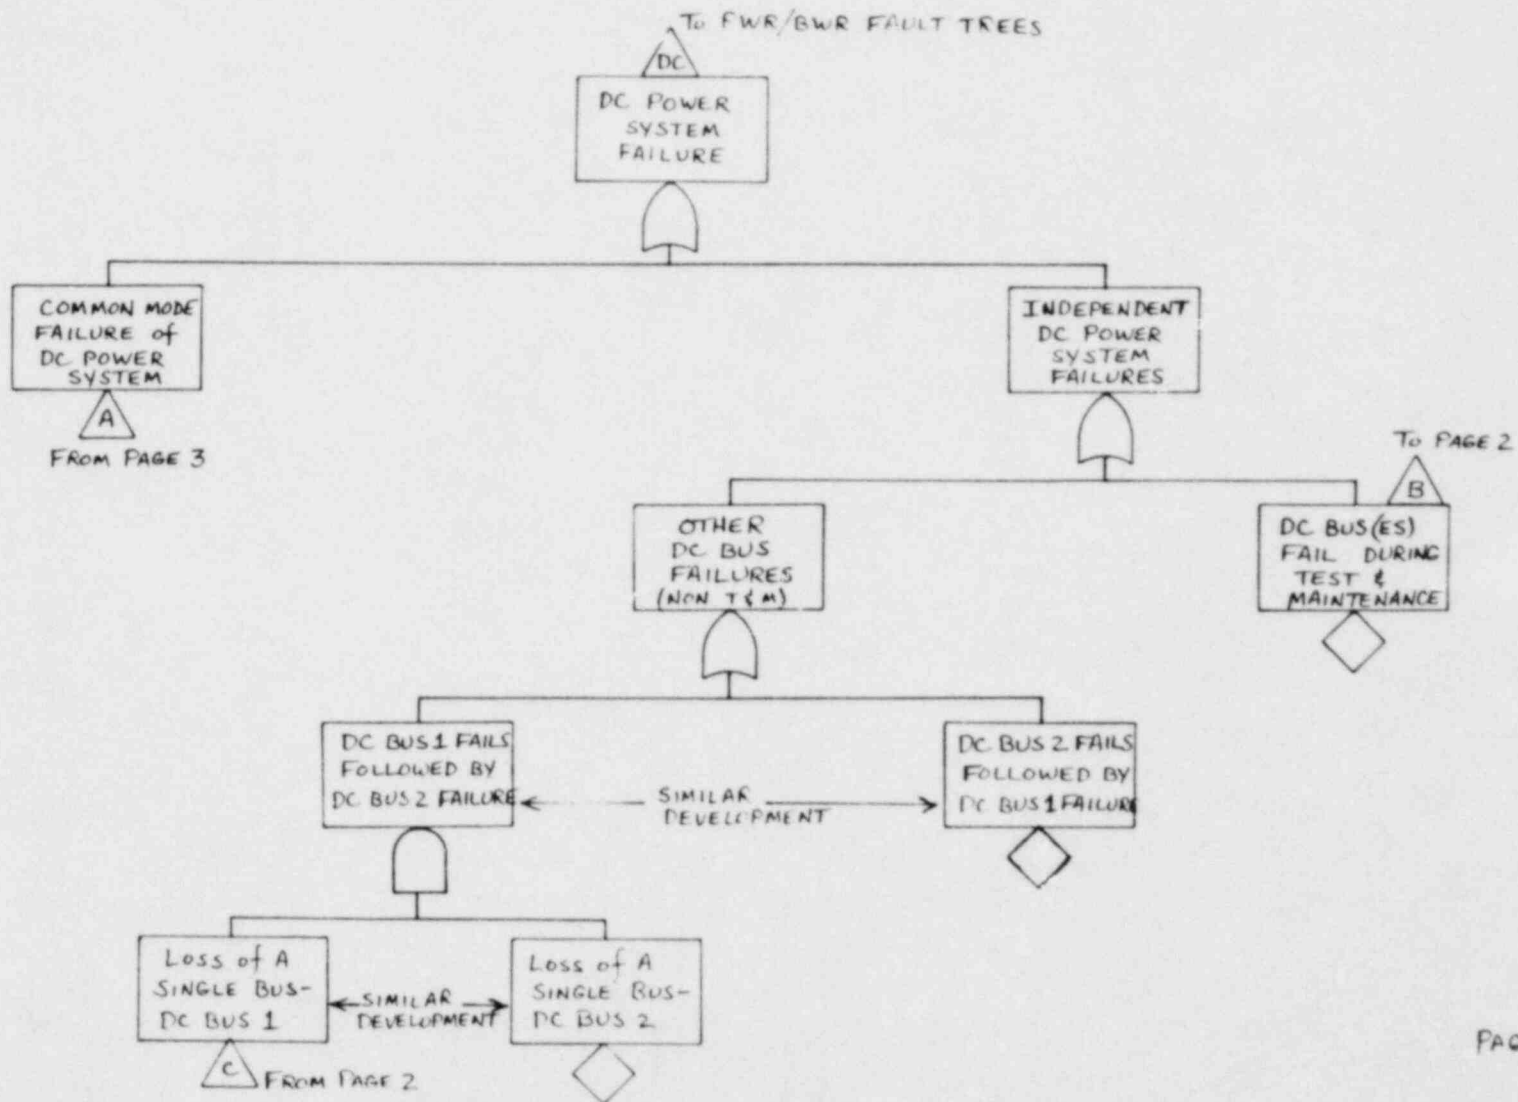 To FWR/BWR FAULT TREES
DC
DC POWER
SYSTEM
FAILURE
COMMON MODE
FAILURE of
DC POWER
SYSTEM
A
FROM PAGE 3
INDEPENDENT
DC POWER
SYSTEM
FAILURES
To PAGE 2
B
OTHER
DC BUS
FAILURES
(NON T & M)
DC BUS(ES)
FAIL DURING
TEST &
MAINTENANCE
DC BUS 1 FAILS
FOLLOWED BY
DC BUS 2 FAILURE
SIMILAR
DEVELOPMENT
DC BUS 2 FAILS
FOLLOWED BY
DC BUS 1 FAILURE
Loss of A
SINGLE BUS-
DC BUS 1
SIMILAR
DEVELOPMENT
Loss of A
SINGLE BUS-
DC BUS 2
C
FROM PAGE 2